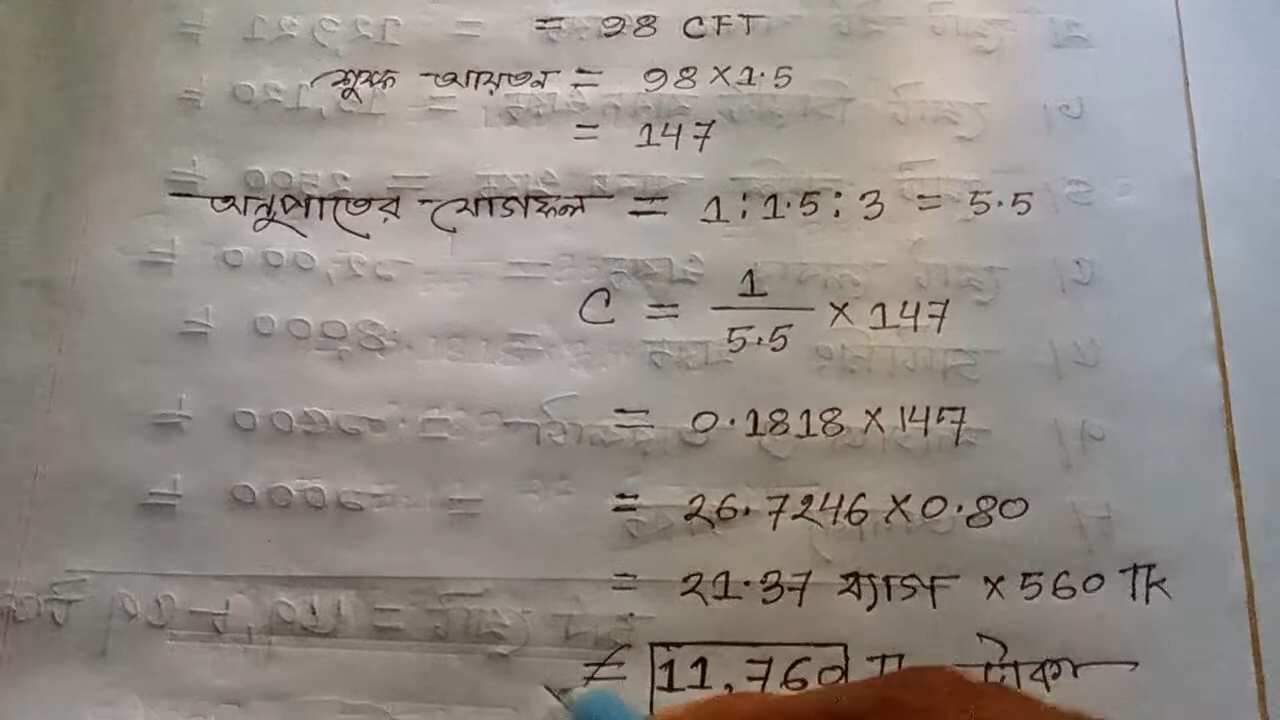 = 98 CFT
শুষ্ক আয়তন = 98 × 1.5
= 147
অনুপাতের যোগফল = 1:1.5:3 = 5.5
C = 1/5.5 × 147
= 0.1818 × 147
= 26.7246 × 0.80
= 21.37 ব্যাগ × 560 Tk
= 11,760 টাকা